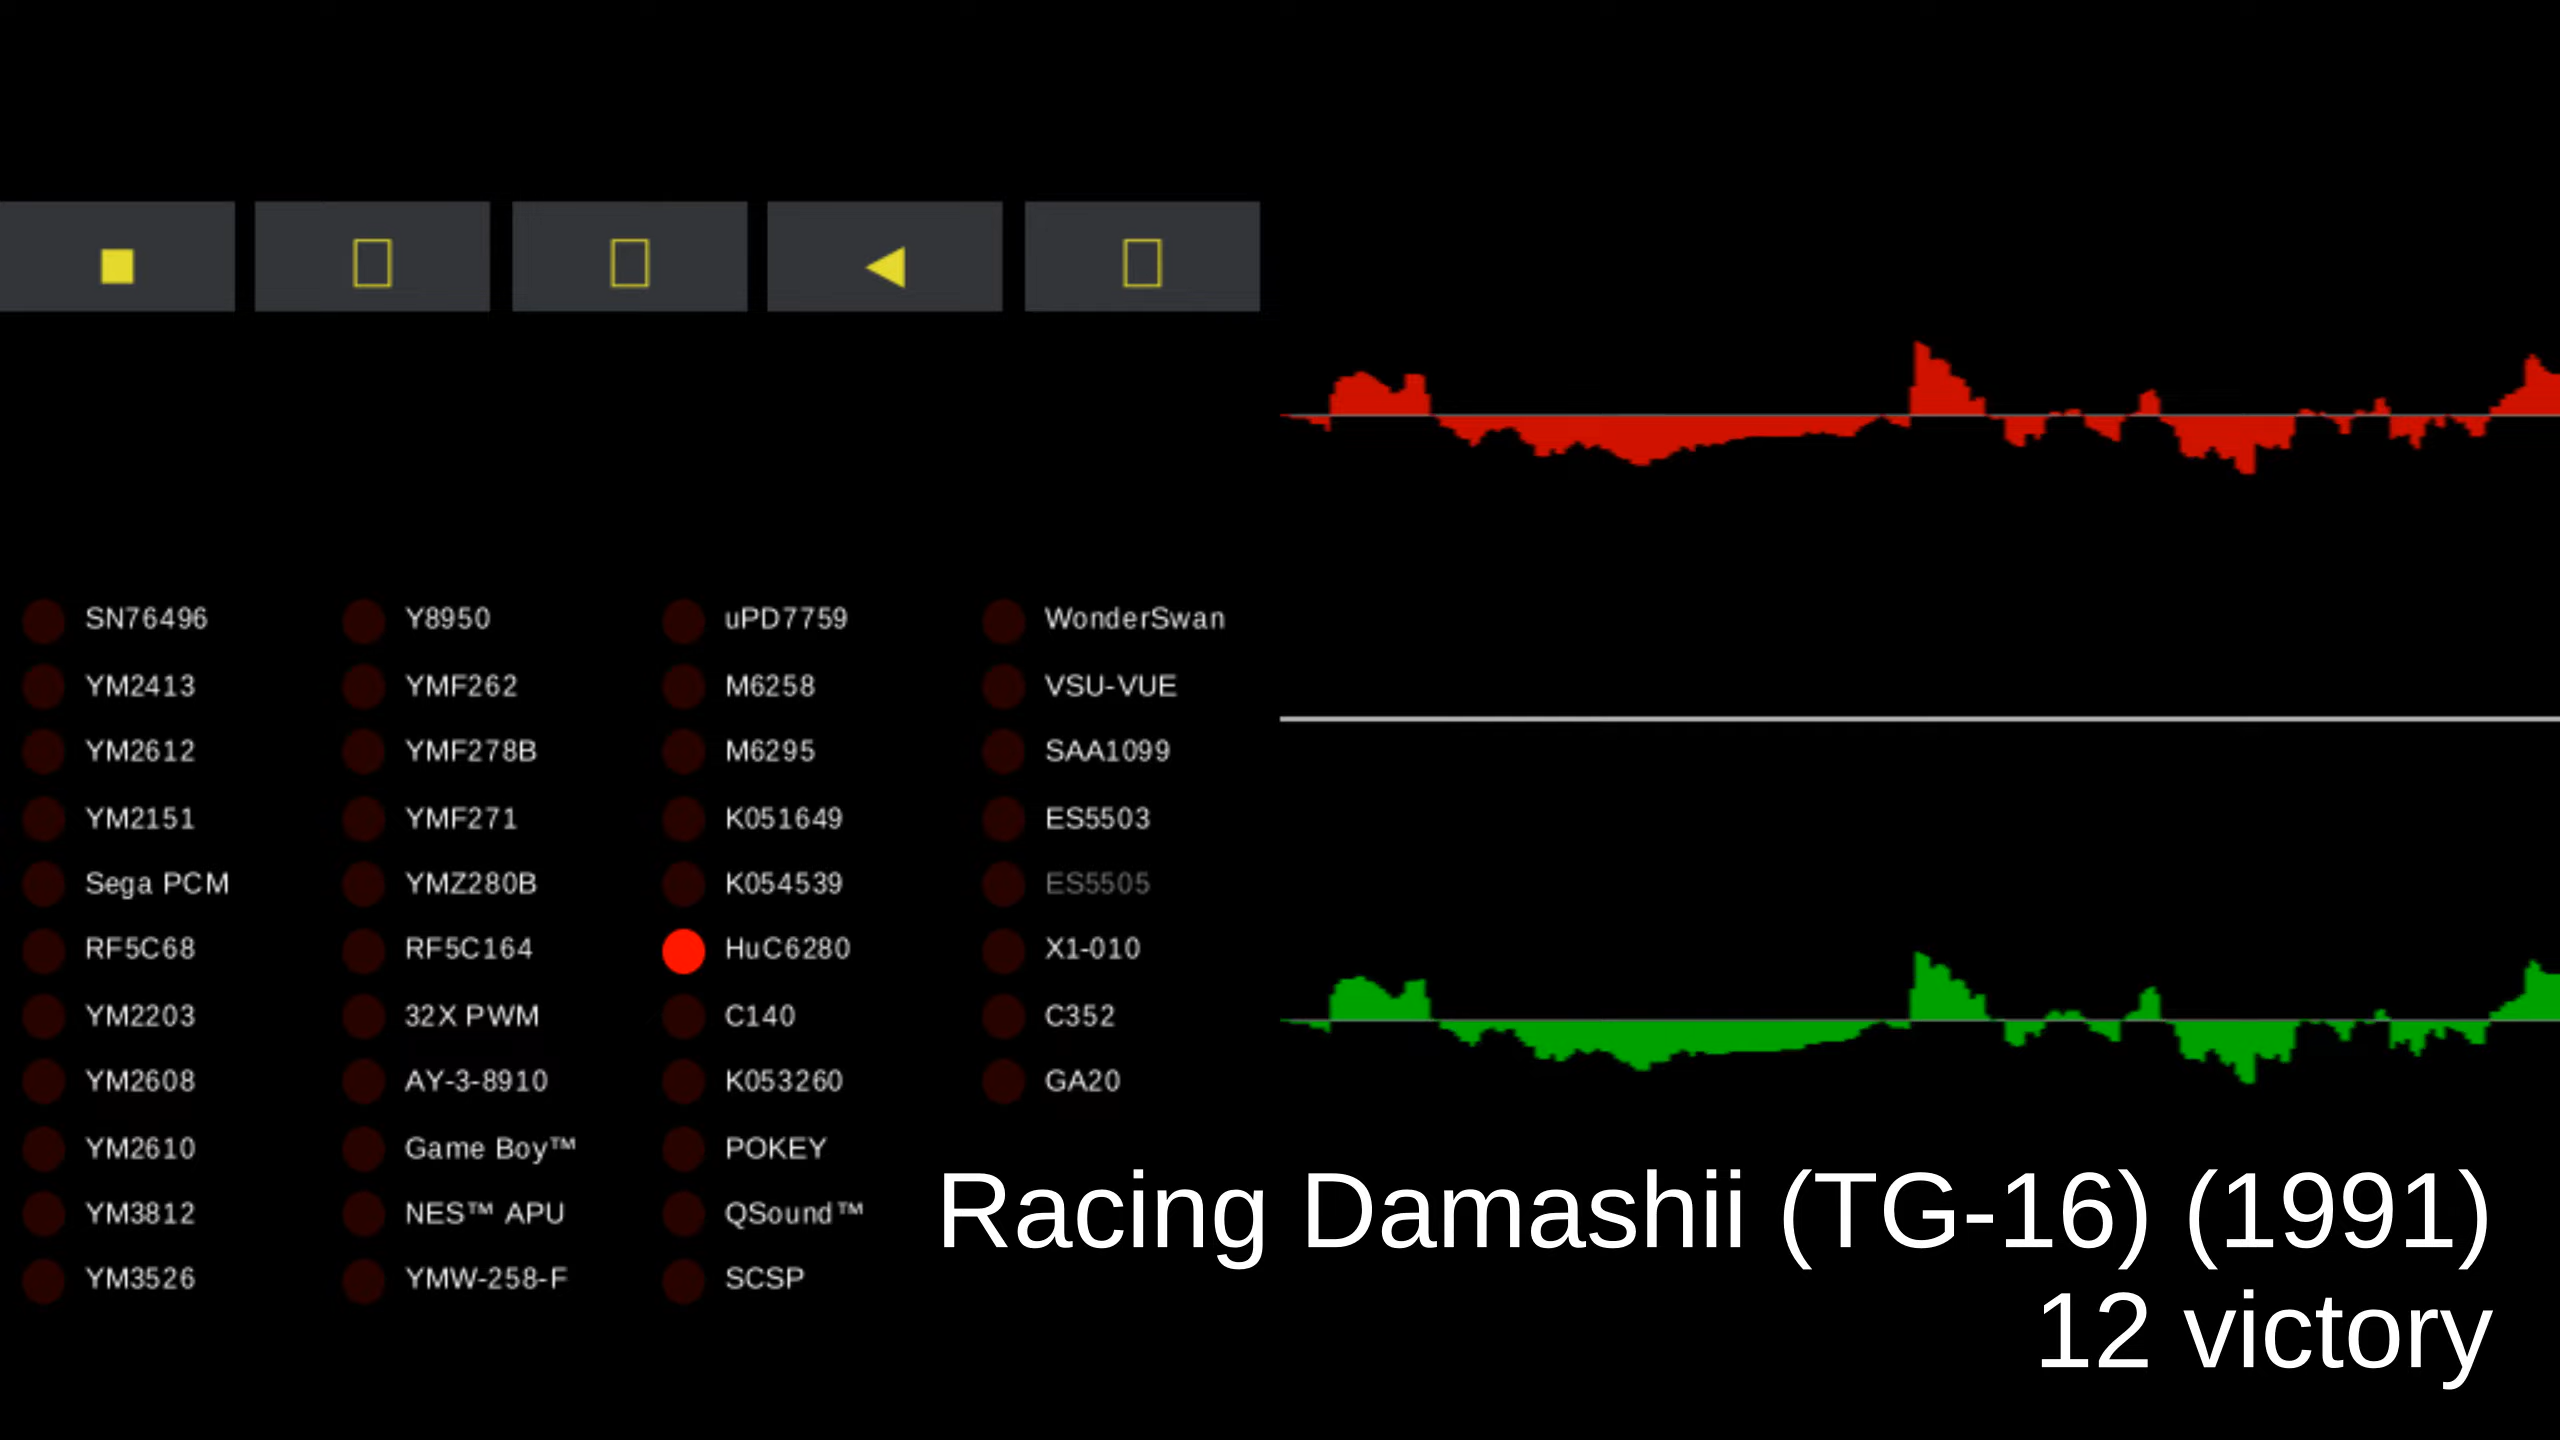 SN76496 Y8950 uPD7759 WonderSwan
YM2413 YMF262 M6258 VSU-VUE
YM2612 YMF278B M6295 SAA1099
YM2151 YMF271 K051649 ES5503
Sega PCM YMZ280B K054539 ES5505
RF5C68 RF5C164 HuC6280 X1-010
YM2203 32X PWM C140 C352
YM2608 AY-3-8910 K053260 GA20
YM2610 Game Boy™ POKEY
YM3812 NES™ APU QSound™
YM3526 YMW-258-F SCSP
Racing Damashii (TG-16) (1991)
12 victory